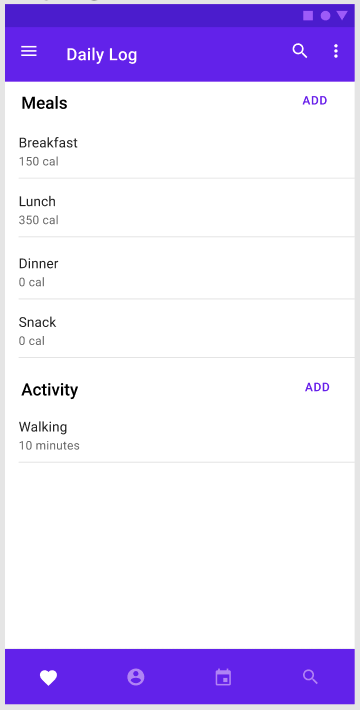 Daily Log
Meals
ADD
Breakfast
150 cal
Lunch
350 cal
Dinner
0 cal
Snack
0 cal
Activity
ADD
Walking
10 minutes